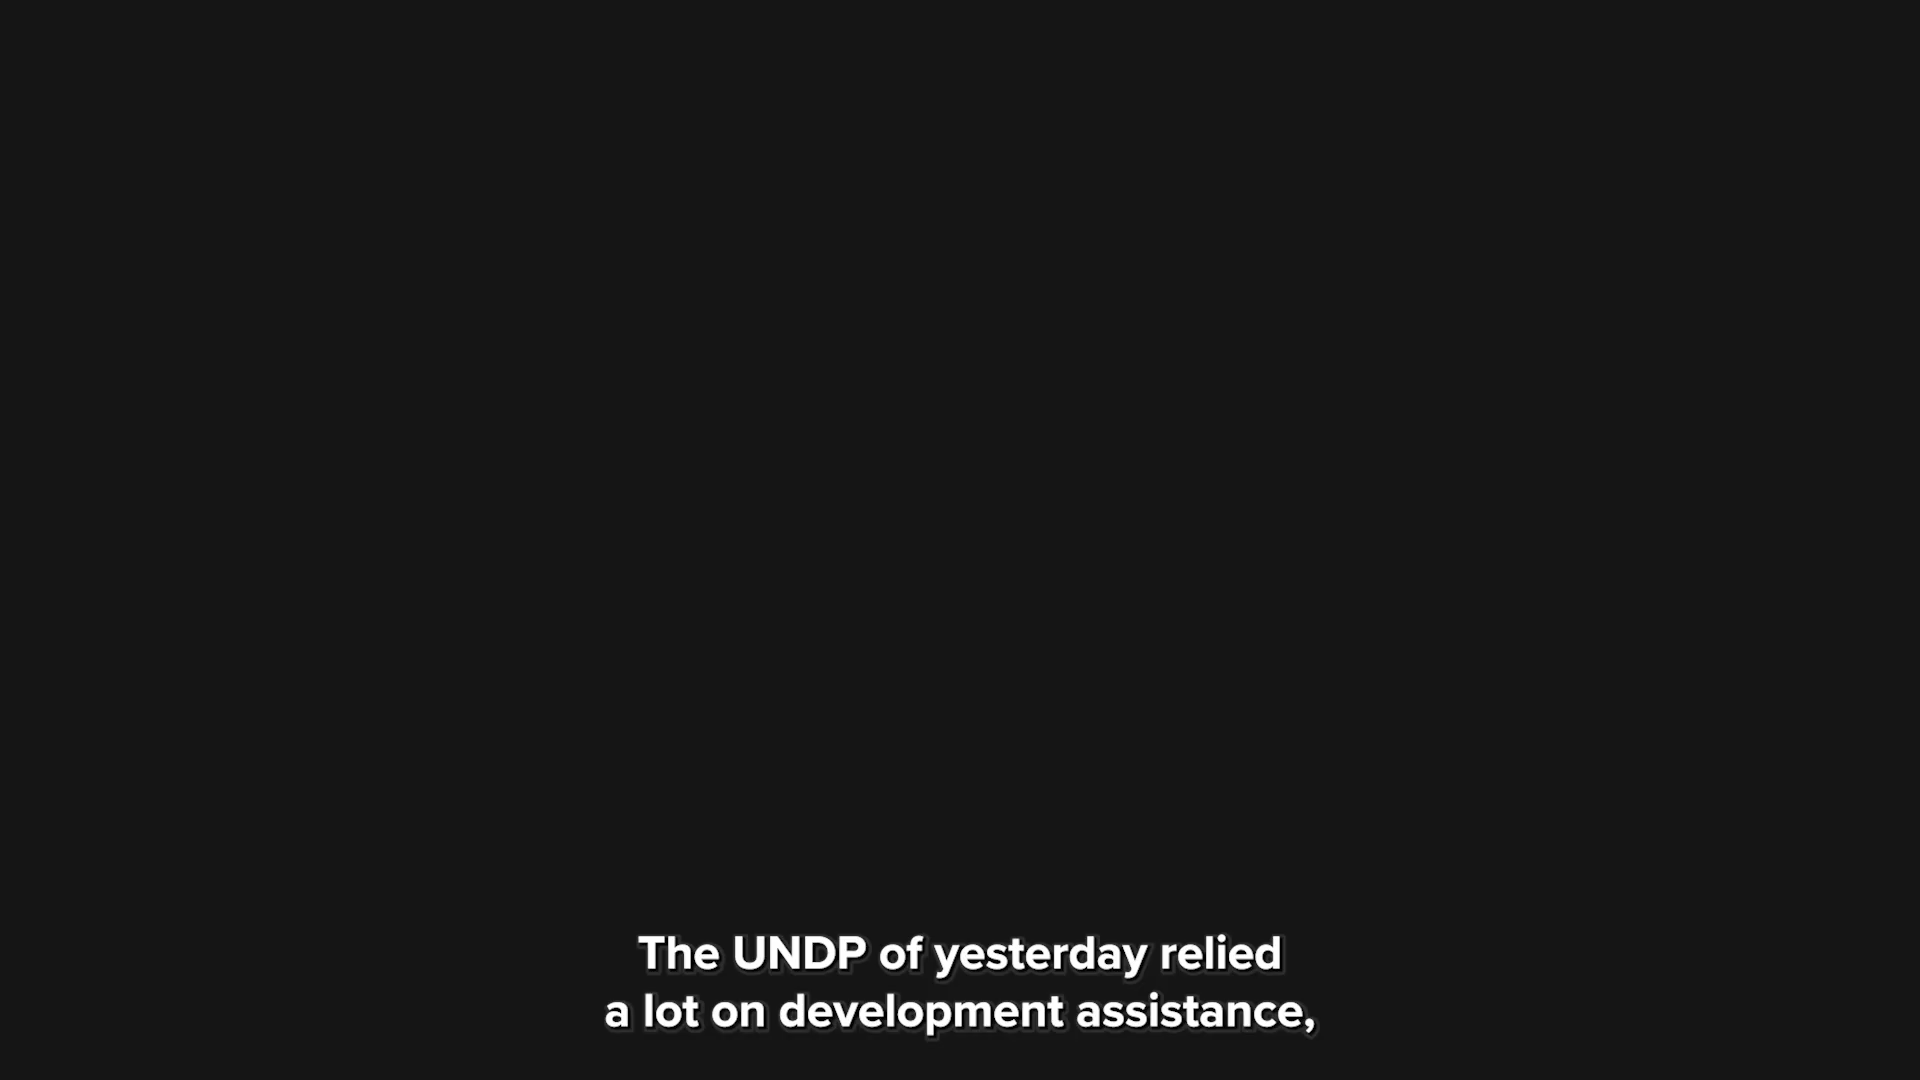 The UNDP of yesterday relied
a lot on development assistance,